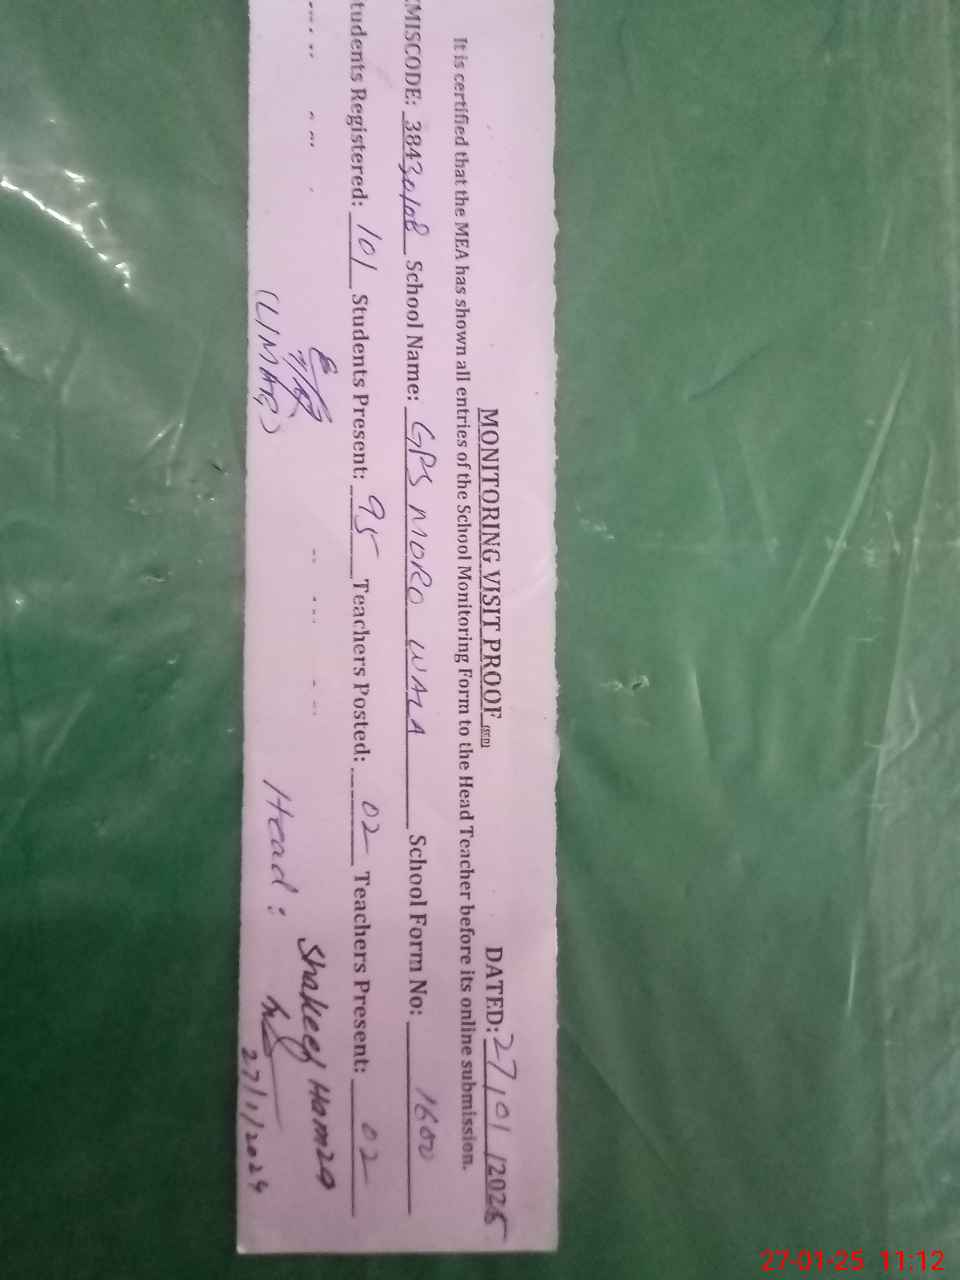 MONITORING VISIT PROOF (SED) DATED: 27/01/2025
It is certified that the MEA has shown all entries of the School Monitoring Form to the Head Teacher before its online submission.
EMISCODE: 38430108 School Name: GPS MORO WALA School Form No: 1600
tudents Registered: 101 Students Present: 95 Teachers Posted: 02 Teachers Present: 02
(UMAR)
Head: Shakeel Hamza
27/1/2024
27-01-25 11:12